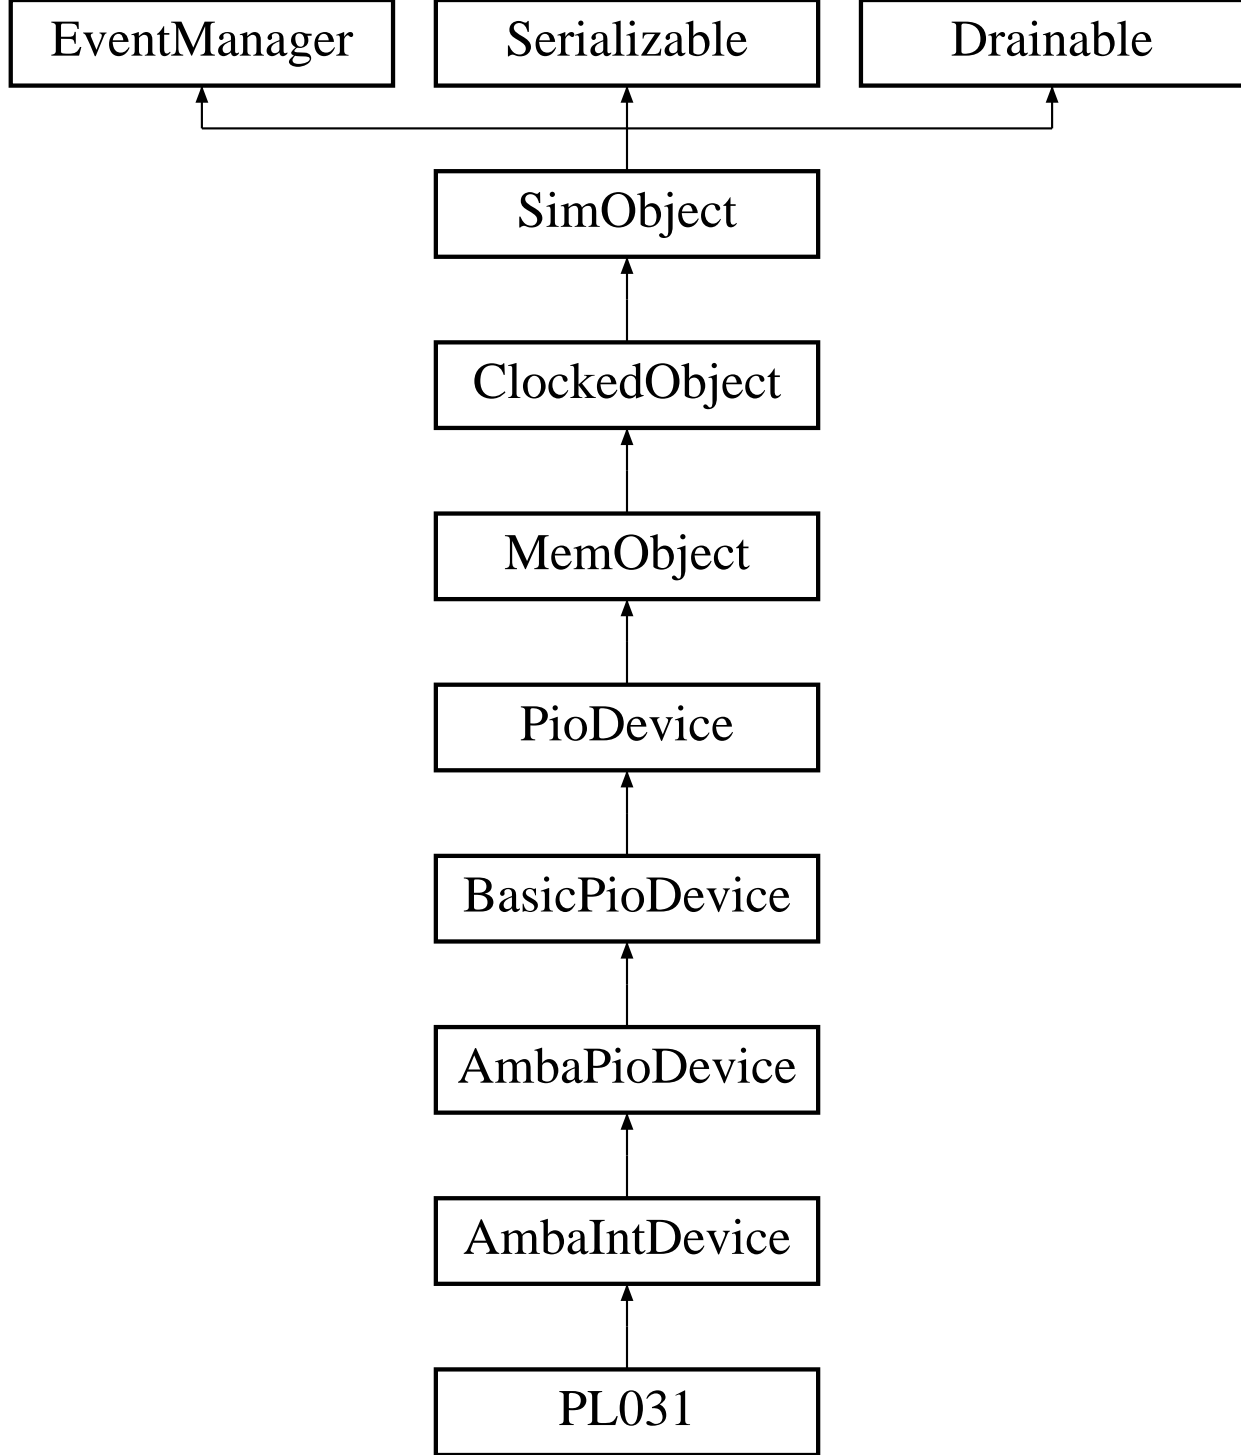 EventManager Serializable Drainable
SimObject
ClockedObject
MemObject
PioDevice
BasicPioDevice
AmbaPioDevice
AmbaIntDevice
PL031